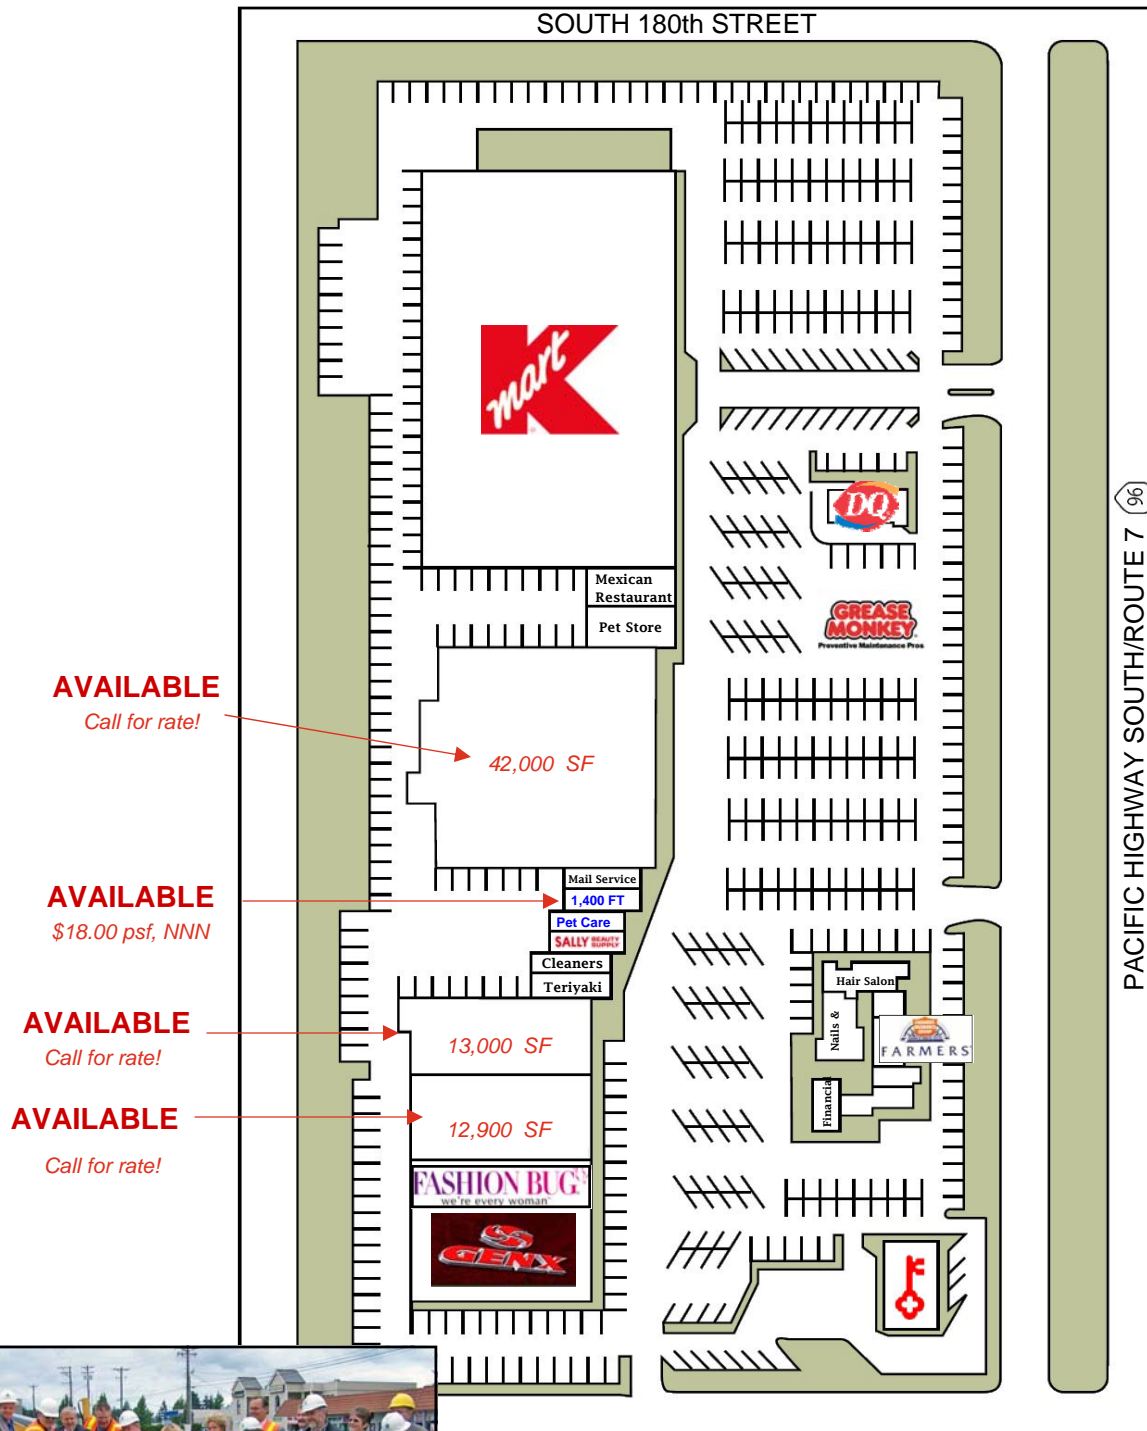 SOUTH 180th STREET
mart K
DQ
Mexican
Restaurant
Pet Store
GREASE
MONKEY
Preventive Maintenance Pros
PACIFIC HIGHWAY SOUTH/ROUTE 7
96
AVAILABLE
Call for rate!
42,000 SF
Mail Service
AVAILABLE
$18.00 psf, NNN
1,400 FT
Pet Care
SALLY BEAUTY SUPPLY
Cleaners
Teriyaki
Hair Salon
Nails &
FARMERS
Financial
AVAILABLE
Call for rate!
13,000 SF
AVAILABLE
Call for rate!
12,900 SF
FASHION BUG
we're every woman
GENX